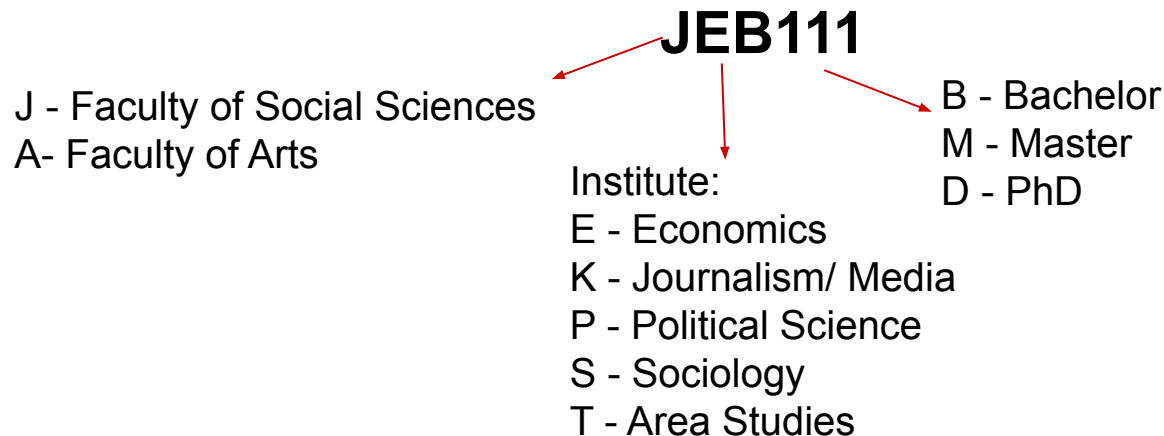 JEB111
J - Faculty of Social Sciences
A- Faculty of Arts
Institute:
E - Economics
K - Journalism/ Media
P - Political Science
S - Sociology
T - Area Studies
B - Bachelor
M - Master
D - PhD